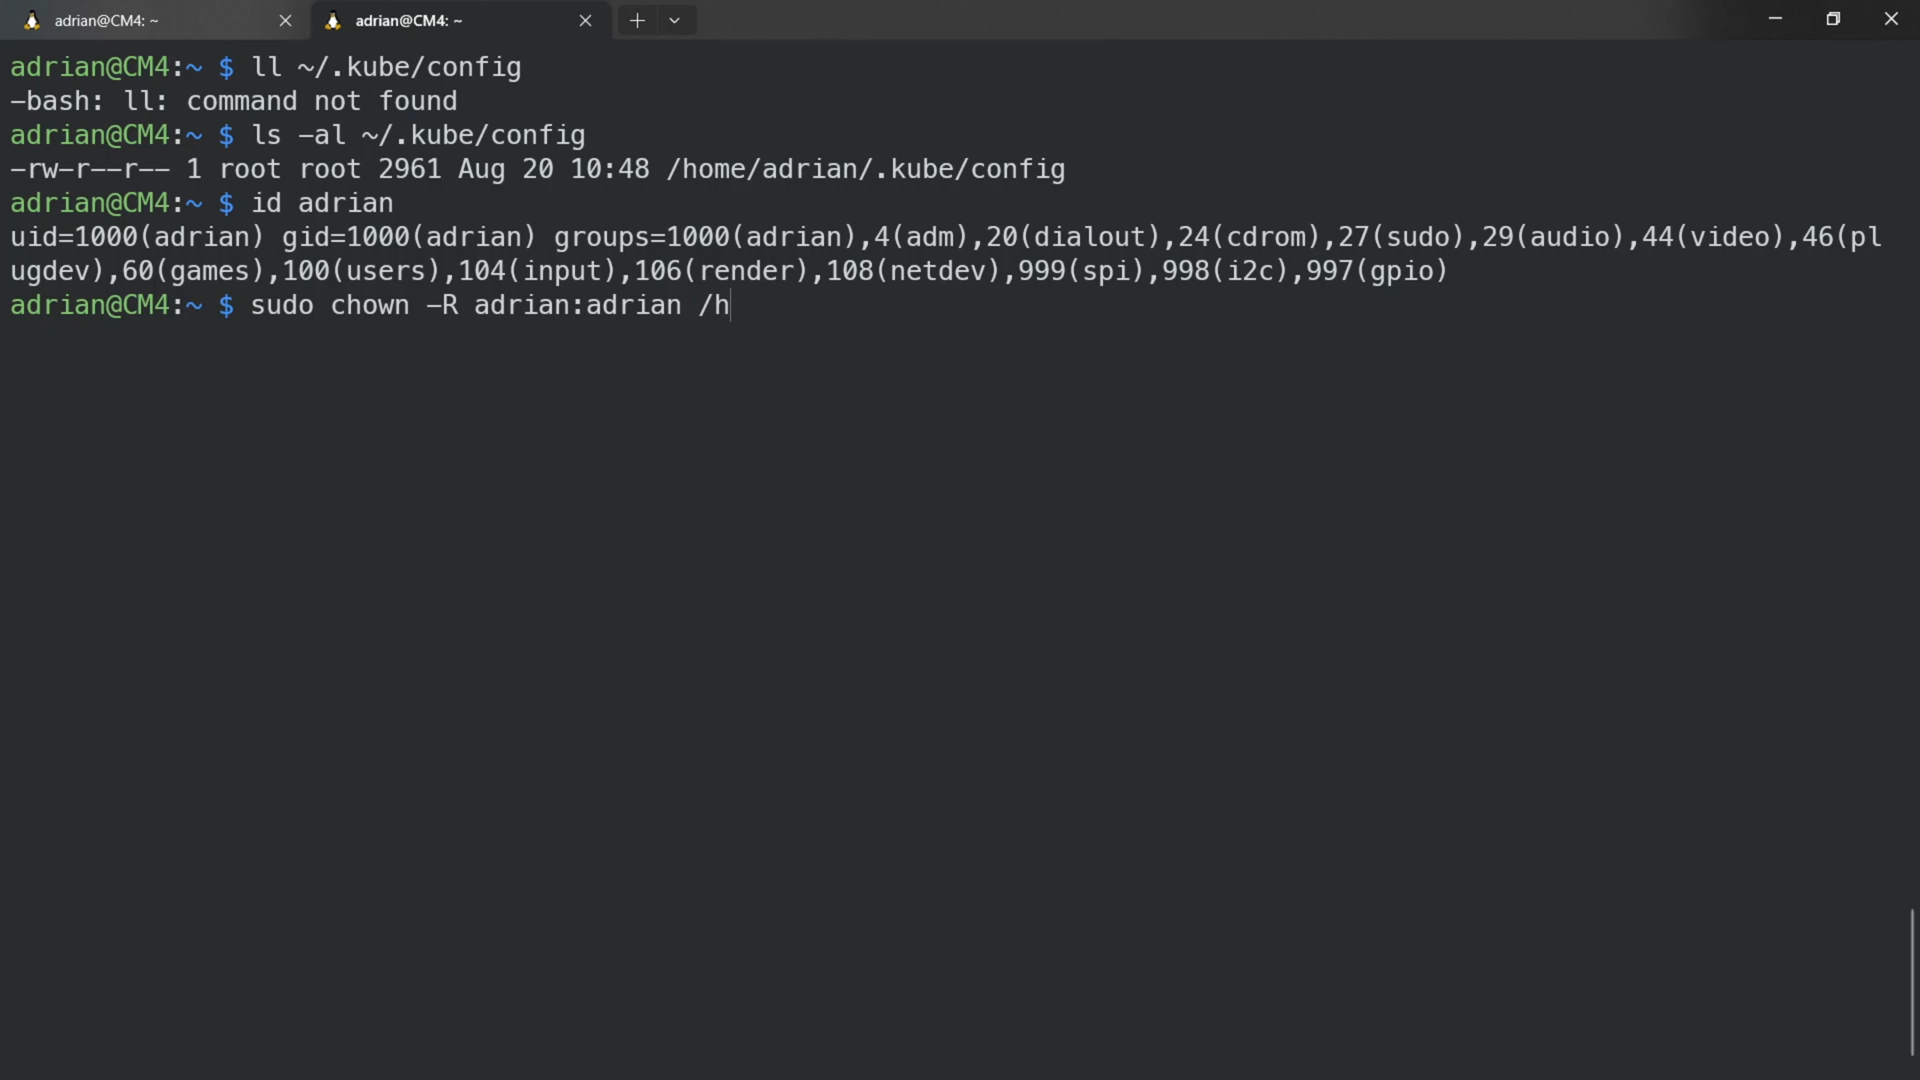 adrian@CM4: ~
adrian@CM4: ~
adrian@CM4:~ $ ll ~/.kube/config
-bash: ll: command not found
adrian@CM4:~ $ ls -al ~/.kube/config
-rw-r--r-- 1 root root 2961 Aug 20 10:48 /home/adrian/.kube/config
adrian@CM4:~ $ id adrian
uid=1000(adrian) gid=1000(adrian) groups=1000(adrian),4(adm),20(dialout),24(cdrom),27(sudo),29(audio),44(video),46(pl
ugdev),60(games),100(users),104(input),106(render),108(netdev),999(spi),998(i2c),997(gpio)
adrian@CM4:~ $ sudo chown -R adrian:adrian /h